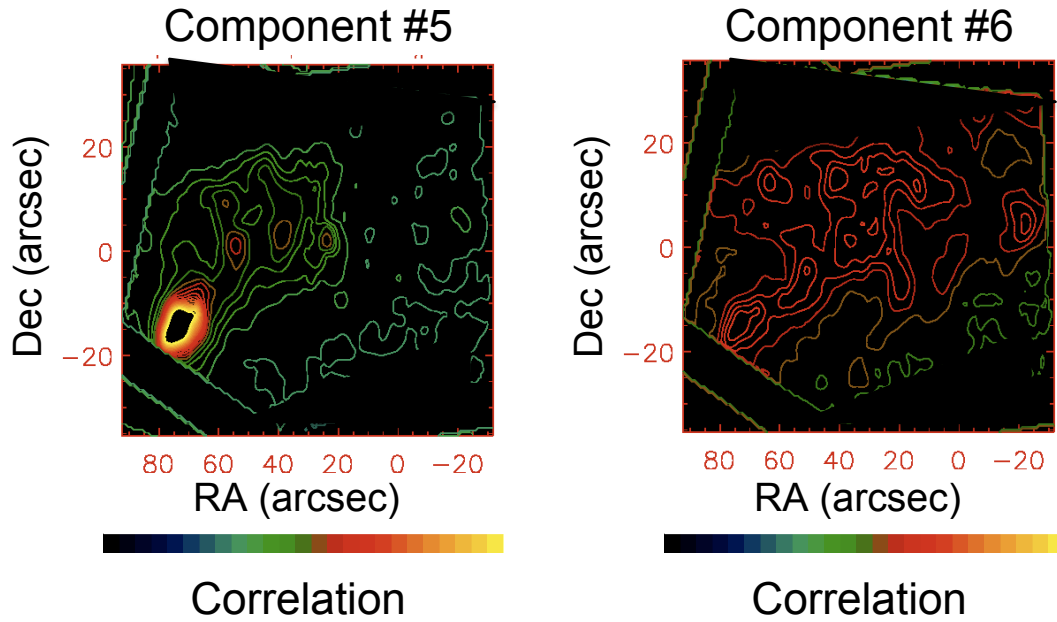 Component #5
Component #6
Dec (arcsec)
20
0
−20
80 60 40 20 0 −20
RA (arcsec)
Correlation
Dec (arcsec)
20
0
−20
80 60 40 20 0 −20
RA (arcsec)
Correlation